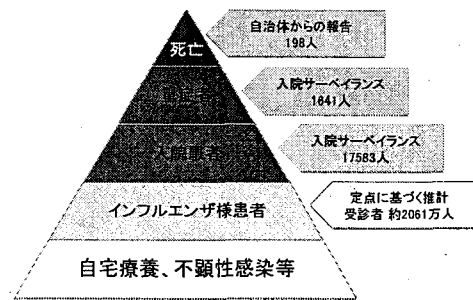 死亡
自治体からの報告
198人
入院サーベイランス
1641人
入院患者
入院サーベイランス
17583人
インフルエンザ様患者
定点に基づく推計
受診者 約2061万人
自宅療養、不顕性感染等